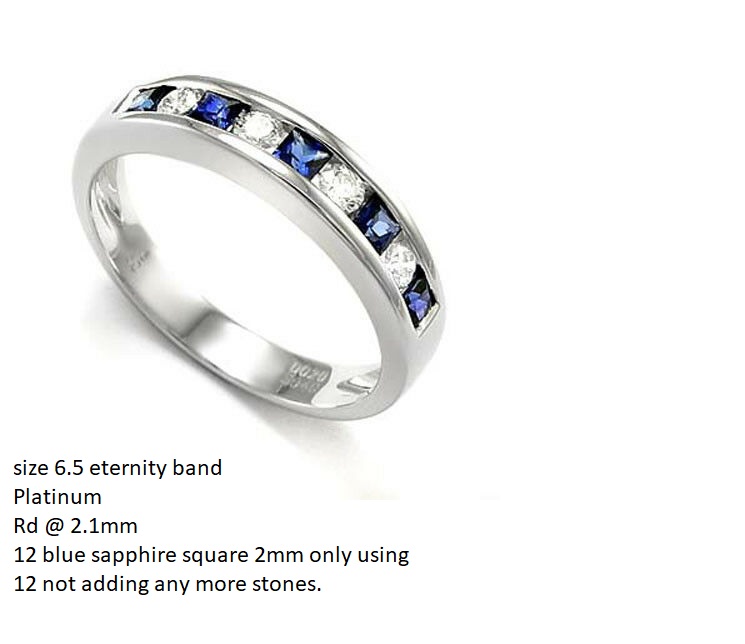 0020
size 6.5 eternity band
Platinum
Rd @ 2.1mm
12 blue sapphire square 2mm only using
12 not adding any more stones.